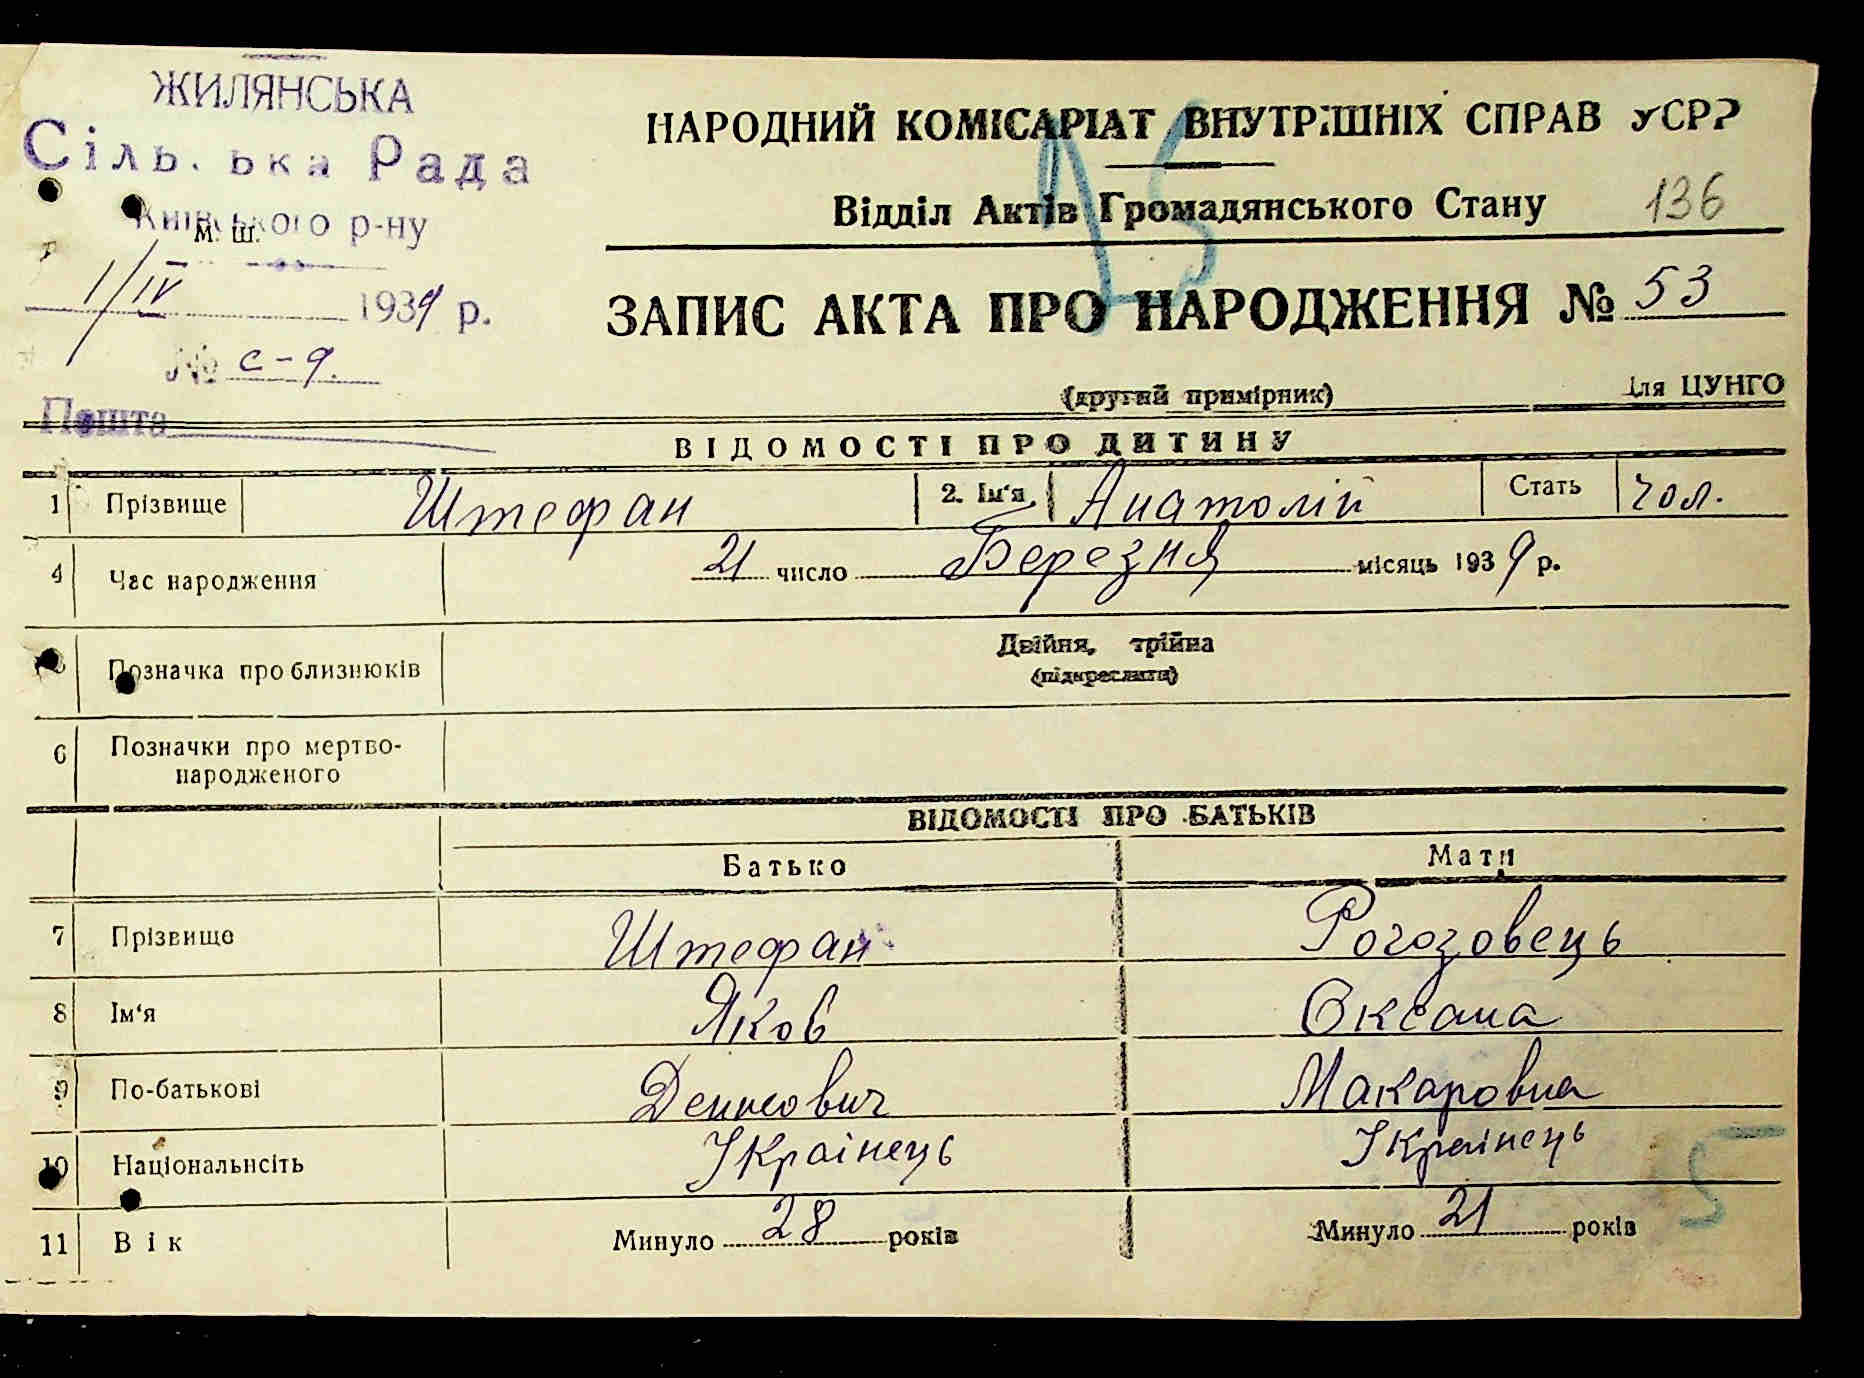 ЖИЛЯНСЬКА
Сіль. ька Рада
Київського р-ну
М. Ш.
1/IV 1939 р.
№ с-9.
Пошта
НАРОДНИЙ КОМІСАРІАТ ВНУТРІШНІХ СПРАВ УСРР
Відділ Актів Громадянського Стану 136
ЗАПИС АКТА ПРО НАРОДЖЕННЯ № 53
(другий примірник) Для ЦУНГО
ВІДОМОСТІ ПРО ДИТИНУ
1 Прізвище Штефан 2. Ім'я Анатолій Стать чол.
4 Час народження 21 число Березня місяць 1939 р.
Позначка про близнюків Двійня, трійна
(підкреслити)
6 Позначки про мертво-
народженого
ВІДОМОСТІ ПРО БАТЬКІВ
Батько Мати
7 Прізвище Штефан Рогозовець
8 Ім'я Яков Оксана
9 По-батькові Денисович Макаровна
10 Національнсіть Українець Українець
11 Вік Минуло 28 років Минуло 21 років